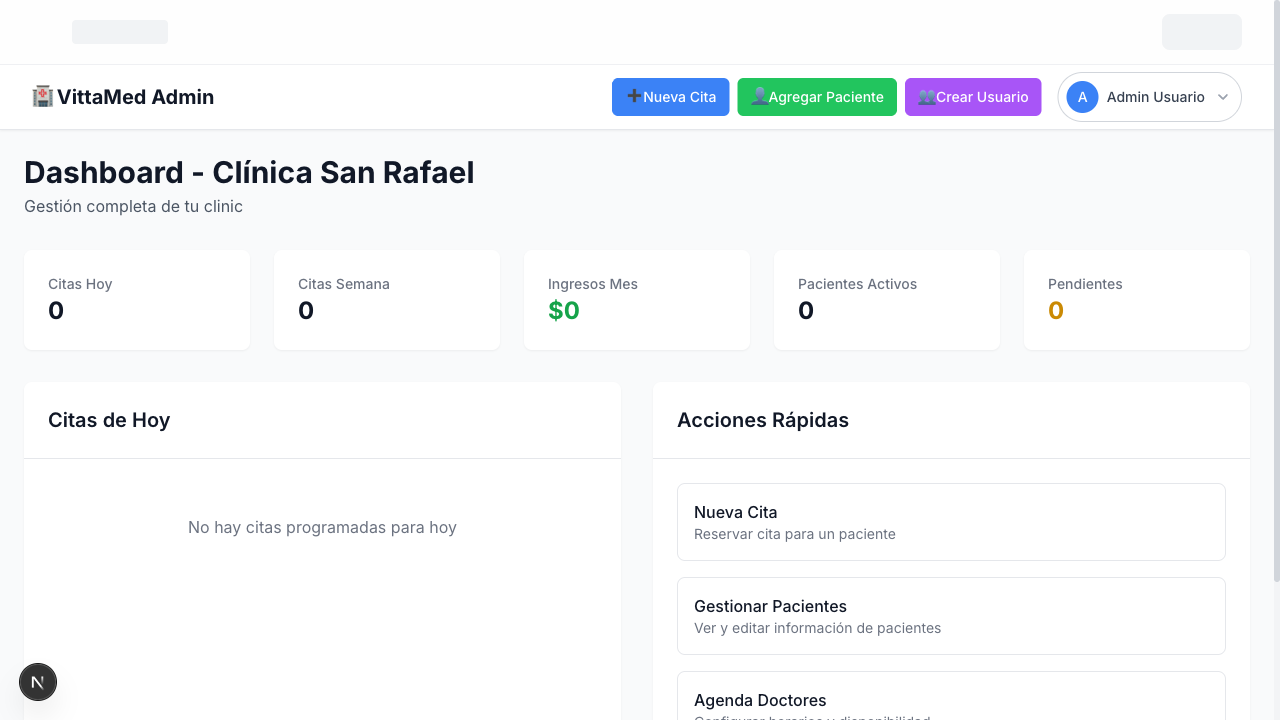 VittaMed Admin
Nueva Cita
Agregar Paciente
Crear Usuario
A
Admin Usuario
Dashboard - Clínica San Rafael
Gestión completa de tu clinic
Citas Hoy
0
Citas Semana
0
Ingresos Mes
$0
Pacientes Activos
0
Pendientes
0
Citas de Hoy
No hay citas programadas para hoy
Acciones Rápidas
Nueva Cita
Reservar cita para un paciente
Gestionar Pacientes
Ver y editar información de pacientes
Agenda Doctores
Configurar horarios y disponibilidad
N